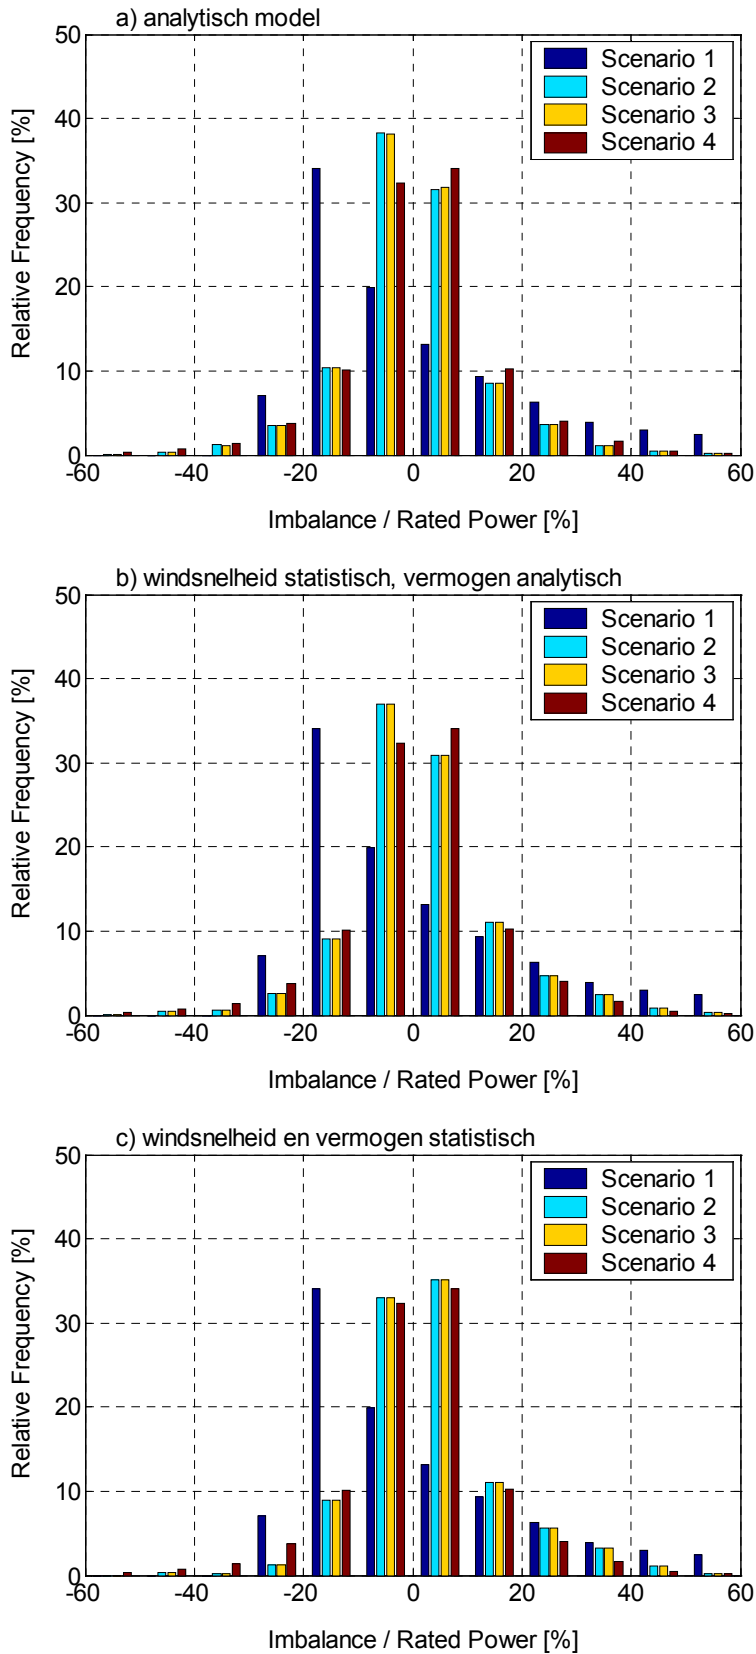 a) analytisch model
50
40
30
20
10
0
Relative Frequency [%]
Scenario 1
Scenario 2
Scenario 3
Scenario 4
-60 -40 -20 0 20 40 60
Imbalance / Rated Power [%]
b) windsnelheid statistisch, vermogen analytisch
50
40
30
20
10
0
Relative Frequency [%]
Scenario 1
Scenario 2
Scenario 3
Scenario 4
-60 -40 -20 0 20 40 60
Imbalance / Rated Power [%]
c) windsnelheid en vermogen statistisch
50
40
30
20
10
0
Relative Frequency [%]
Scenario 1
Scenario 2
Scenario 3
Scenario 4
-60 -40 -20 0 20 40 60
Imbalance / Rated Power [%]